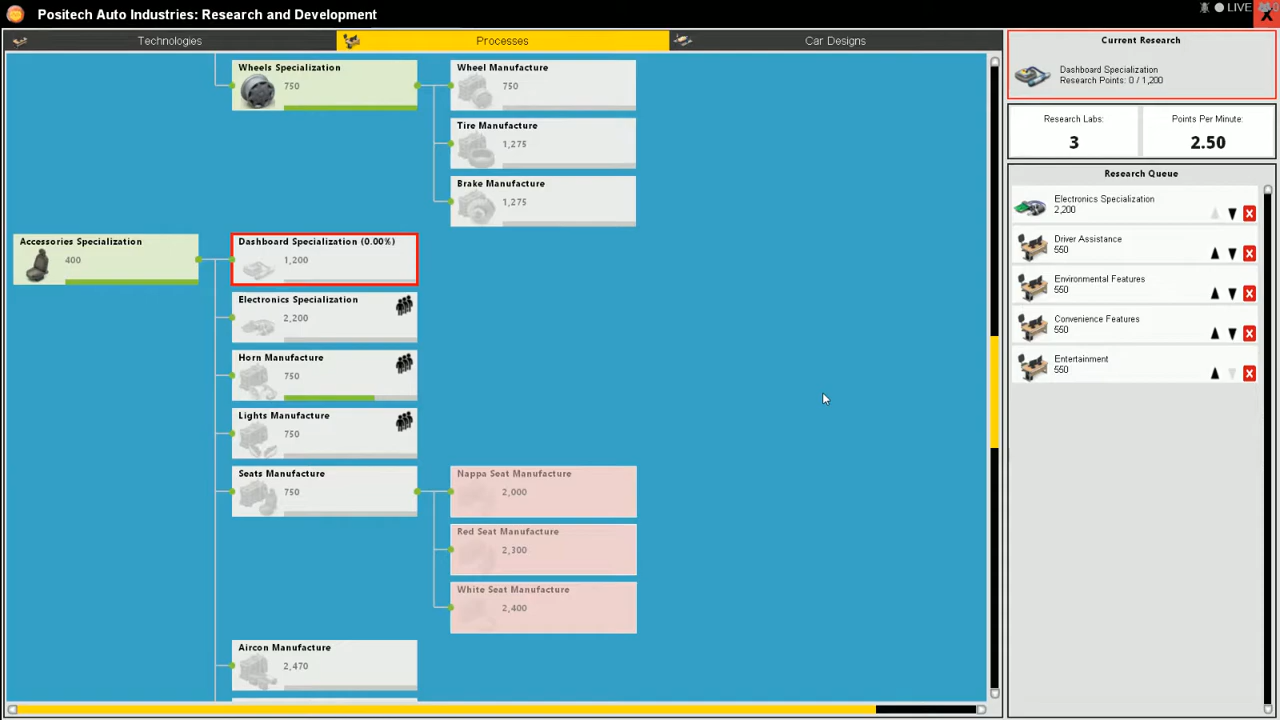 Positech Auto Industries: Research and Development
LIVE
Technologies
Processes
Car Designs
Wheels Specialization
750
Wheel Manufacture
750
Tire Manufacture
1,275
Brake Manufacture
1,275
Accessories Specialization
400
Dashboard Specialization (0.00%)
1,200
Electronics Specialization
2,200
Horn Manufacture
750
Lights Manufacture
750
Seats Manufacture
750
Nappa Seat Manufacture
2,000
Red Seat Manufacture
2,300
White Seat Manufacture
2,400
Aircon Manufacture
2,470
Current Research
Dashboard Specialization
Research Points: 0 / 1,200
Research Labs:
3
Points Per Minute:
2.50
Research Queue
Electronics Specialization
2,200
Driver Assistance
550
Environmental Features
550
Convenience Features
550
Entertainment
550